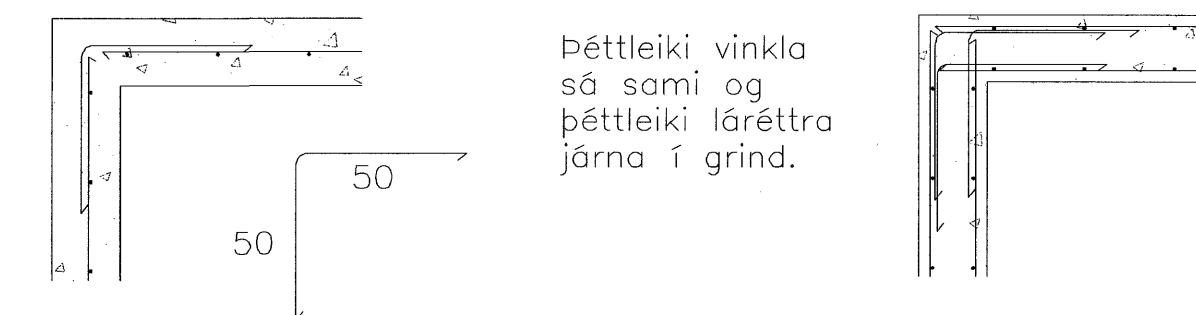 Þéttleiki vinkla
sá sami og
þéttleiki láréttra
járna í grind.
50
50